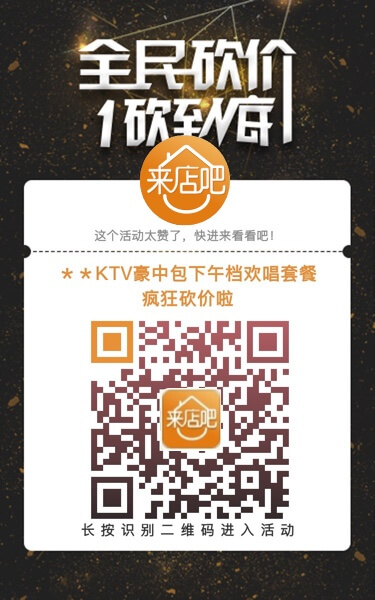 全民砍价
1砍到底
来店吧
这个活动太赞了，快进来看看吧！
＊＊KTV豪中包下午档欢唱套餐
疯狂砍价啦
来店吧
长按识别二维码进入活动